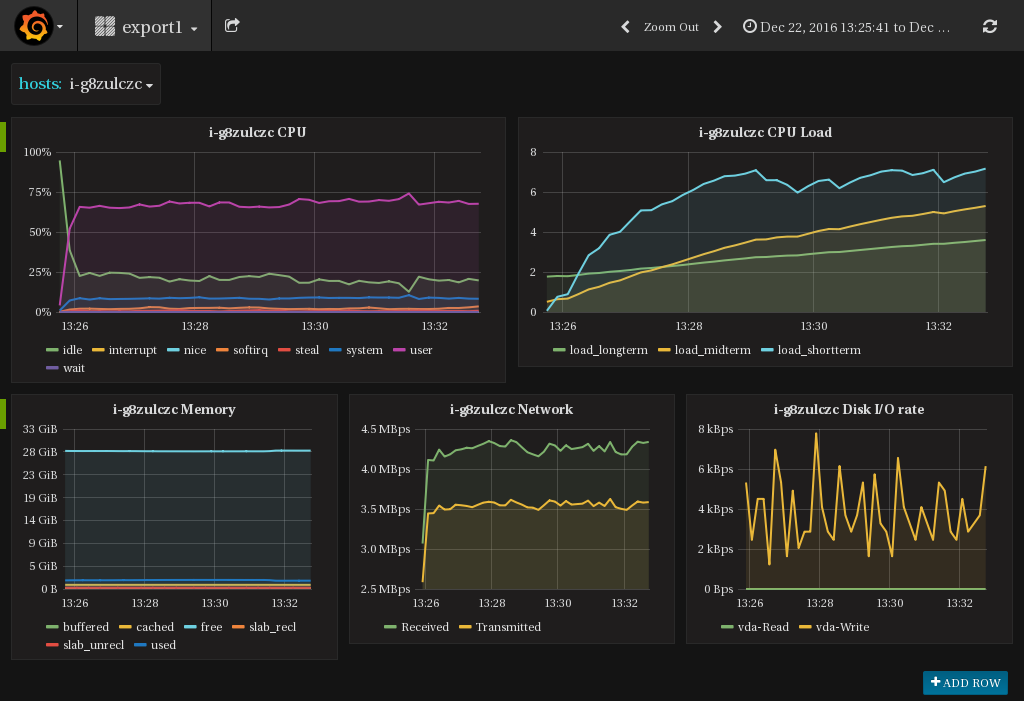 export1
Zoom Out
Dec 22, 2016 13:25:41 to Dec ...
hosts: i-g8zulczc
i-g8zulczc CPU
100%
75%
50%
25%
0%
13:26 13:28 13:30 13:32
idle interrupt nice softirq steal system user
wait
i-g8zulczc CPU Load
8
6
4
2
0
13:26 13:28 13:30 13:32
load_longterm load_midterm load_shortterm
i-g8zulczc Memory
33 GiB
28 GiB
23 GiB
19 GiB
14 GiB
9 GiB
5 GiB
0 B
13:26 13:28 13:30 13:32
buffered cached free slab_recl
slab_unrecl used
i-g8zulczc Network
4.5 MBps
4.0 MBps
3.5 MBps
3.0 MBps
2.5 MBps
13:26 13:28 13:30 13:32
Received Transmitted
i-g8zulczc Disk I/O rate
8 kBps
6 kBps
4 kBps
2 kBps
0 Bps
13:26 13:28 13:30 13:32
vda-Read vda-Write
ADD ROW